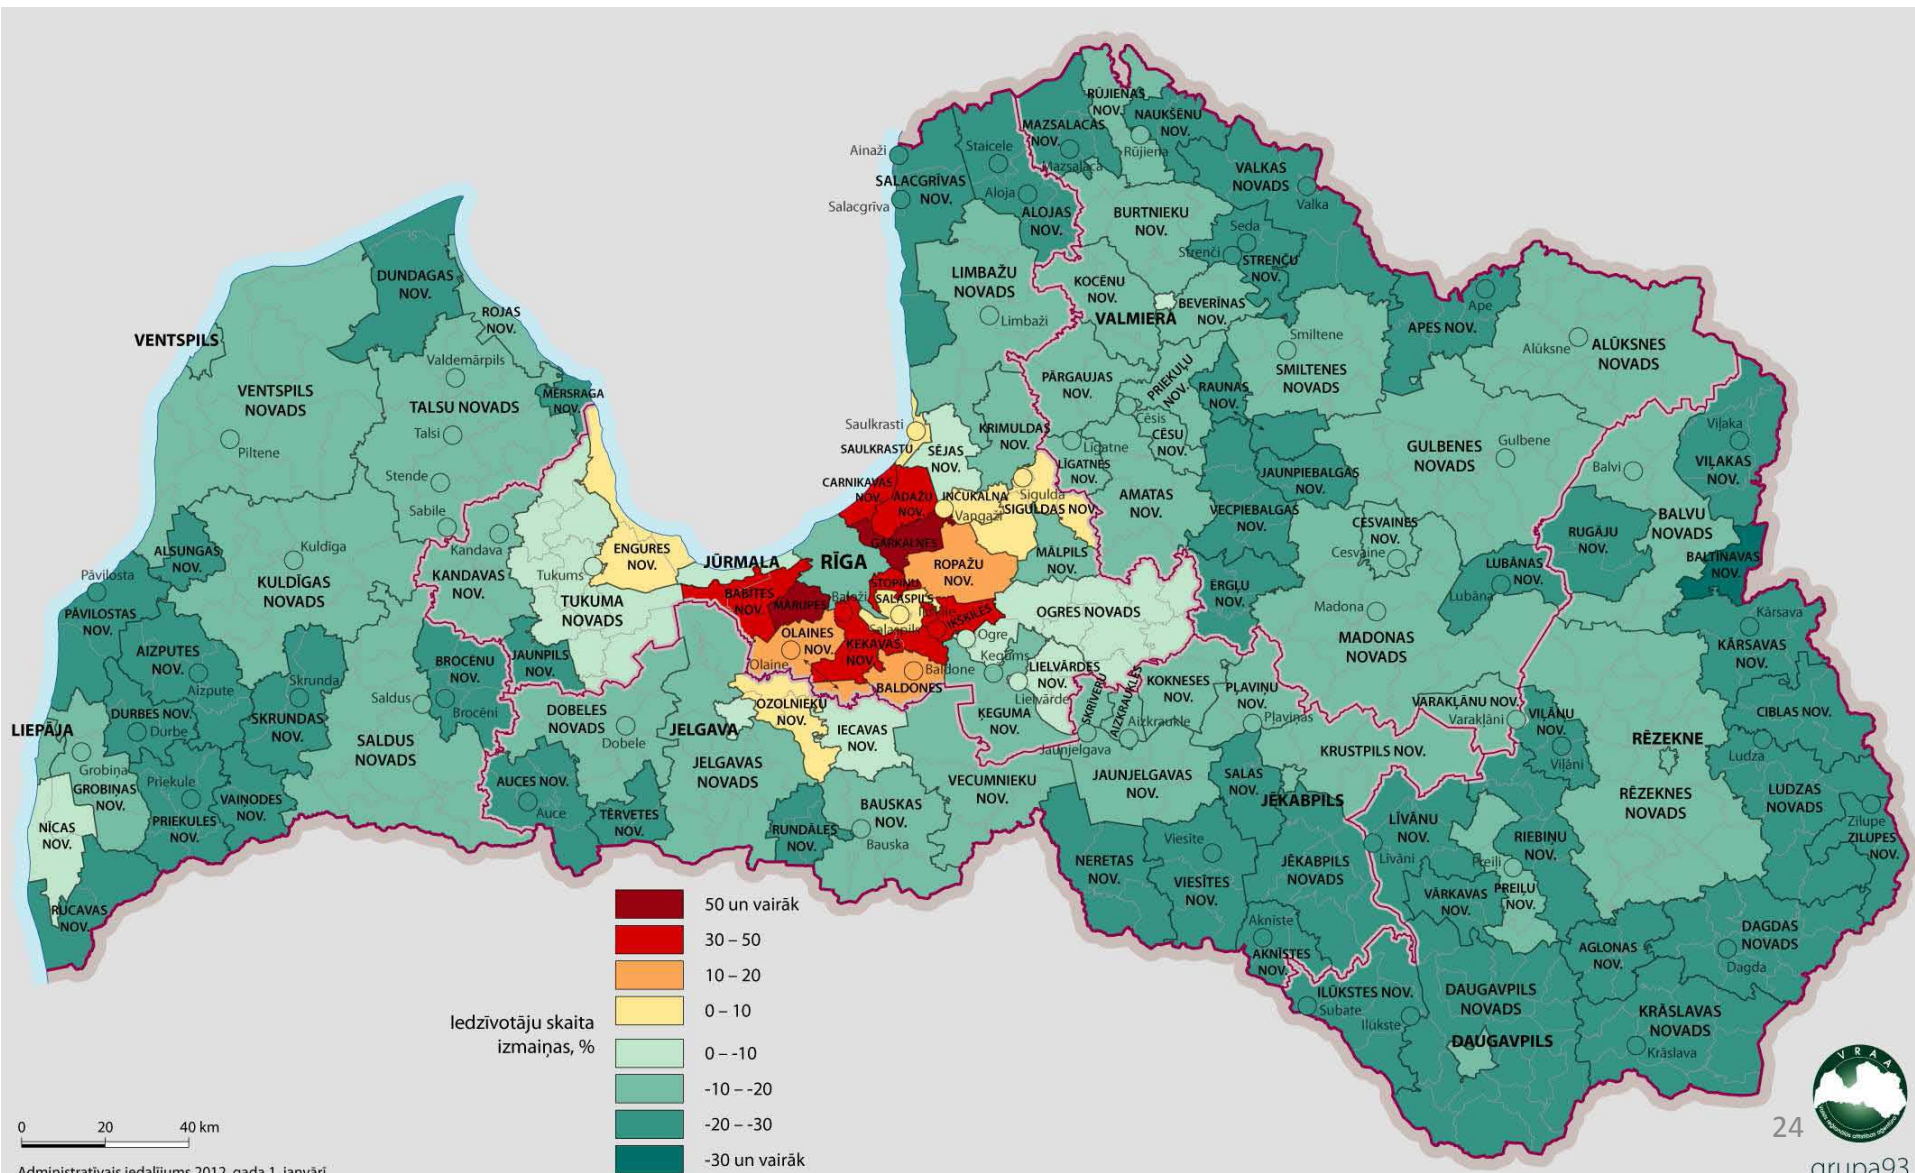 RŪJIENAS
NOV.
NAUKŠĒNU
NOV.
MAZSALACAS
NOV.
Mazsalaca
Rūjiena
Ainaži
Staicele
SALACGRĪVAS
NOV.
Salacgrīva
Aloja
ALOJAS
NOV.
VALKAS
NOVADS
Valka
BURTNIEKU
NOV.
Seda
Strenči
STRENČU
NOV.
DUNDAGAS
NOV.
ROJAS
NOV.
LIMBAŽU
NOVADS
Limbaži
KOCĒNU
NOV.
BEVERĪNAS
NOV.
VALMIERA
Ape
APES NOV.
Alūksne
ALŪKSNES
NOVADS
VENTSPILS
Valdemārpils
Smiltene
SMILTENES
NOVADS
VENTSPILS
NOVADS
TALSU NOVADS
MĒRSRAGA
NOV.
Talsi
Piltene
Stende
Sabile
PĀRGAUJAS
NOV.
PRIEKUĻU
NOV.
RAUNAS
NOV.
Cēsis
CĒSU
NOV.
Saulkrasti
SAULKRASTU
SĒJAS
NOV.
KRIMULDAS
NOV.
Līgatne
LĪGATNES
NOV.
GULBENES
NOVADS
Gulbene
Balvi
Viļaka
VIĻAKAS
NOV.
CARNIKAVAS
NOV.
ĀDAŽU
NOV.
INČUKALNA
Vangaži
Sigulda
SIGULDAS NOV.
AMATAS
NOV.
JAUNPIEBALGAS
NOV.
VECPIEBALGAS
NOV.
CESVAINES
NOV.
Cesvaine
RUGĀJU
NOV.
BALVU
NOVADS
BALTINAVAS
NOV.
ALSUNGAS
NOV.
Kuldīga
KULDĪGAS
NOVADS
Kandava
KANDAVAS
NOV.
Tukums
TUKUMA
NOVADS
ENGURES
NOV.
JŪRMALA
RĪGA
GARKALNES
ROPAŽU
NOV.
MĀLPILS
NOV.
ĒRGĻU
NOV.
LUBĀNAS
NOV.
Lubāna
Pāvilosta
PĀVILOSTAS
NOV.
BABĪTES
NOV.
MĀRUPES
Baloži
STOPIŅU
SALASPILS
Salaspils
IKŠĶILES
OGRES NOVADS
Ogre
Madona
MADONAS
NOVADS
Kārsava
KĀRSAVAS
NOV.
AIZPUTES
NOV.
Aizpute
Skrunda
BROCĒNU
NOV.
JAUNPILS
NOV.
OLAINES
NOV.
Olaine
ĶEKAVAS
NOV.
Baldone
BALDONES
Ķegums
LIELVĀRDES
NOV.
Lielvārde
SKRĪVERU
AIZKRAUKLES
KOKNESES
NOV.
Aizkraukle
PĻAVIŅU
NOV.
Pļaviņas
VARAKĻĀNU NOV.
Varakļāni
VIĻĀNU
NOV.
Viļāni
DURBES NOV.
Durbe
SKRUNDAS
NOV.
Saldus
Brocēni
SALDUS
NOVADS
DOBELES
NOVADS
Dobele
JELGAVA
JELGAVAS
NOVADS
OZOLNIEKU
NOV.
IECAVAS
NOV.
ĶEGUMA
NOV.
Jaunjelgava
JAUNJELGAVAS
NOV.
KRUSTPILS NOV.
CIBLAS NOV.
RĒZEKNE
RĒZEKNES
NOVADS
Ludza
LUDZAS
NOVADS
LIEPĀJA
Grobiņa
GROBIŅAS
NOV.
Priekule
PRIEKULES
NOV.
VAIŅODES
NOV.
NĪCAS
NOV.
RUCAVAS
NOV.
AUCES NOV.
Auce
TĒRVETES
NOV.
RUNDĀLES
NOV.
BAUSKAS
NOV.
Bauska
VECUMNIEKU
NOV.
SALAS
NOV.
JĒKABPILS
LĪVĀNU
NOV.
Līvāni
RIEBIŅU
NOV.
Preiļi
PREIĻU
NOV.
VĀRKAVAS
NOV.
Zilupe
ZILUPES
NOV.
NERETAS
NOV.
Viesīte
VIESĪTES
NOV.
JĒKABPILS
NOVADS
Aknīste
AKNĪSTES
NOV.
AGLONAS
NOV.
DAGDAS
NOVADS
Dagda
ILŪKSTES NOV.
Subate
Ilūkste
DAUGAVPILS
NOVADS
DAUGAVPILS
KRĀSLAVAS
NOVADS
Krāslava
Iedzīvotāju skaita
izmaiņas, %
50 un vairāk
30 – 50
10 – 20
0 – 10
0 – -10
-10 – -20
-20 – -30
-30 un vairāk
0 20 40 km
Administratīvais iedalījums 2012. gada 1. janvārī
24
VRAA
grupa93